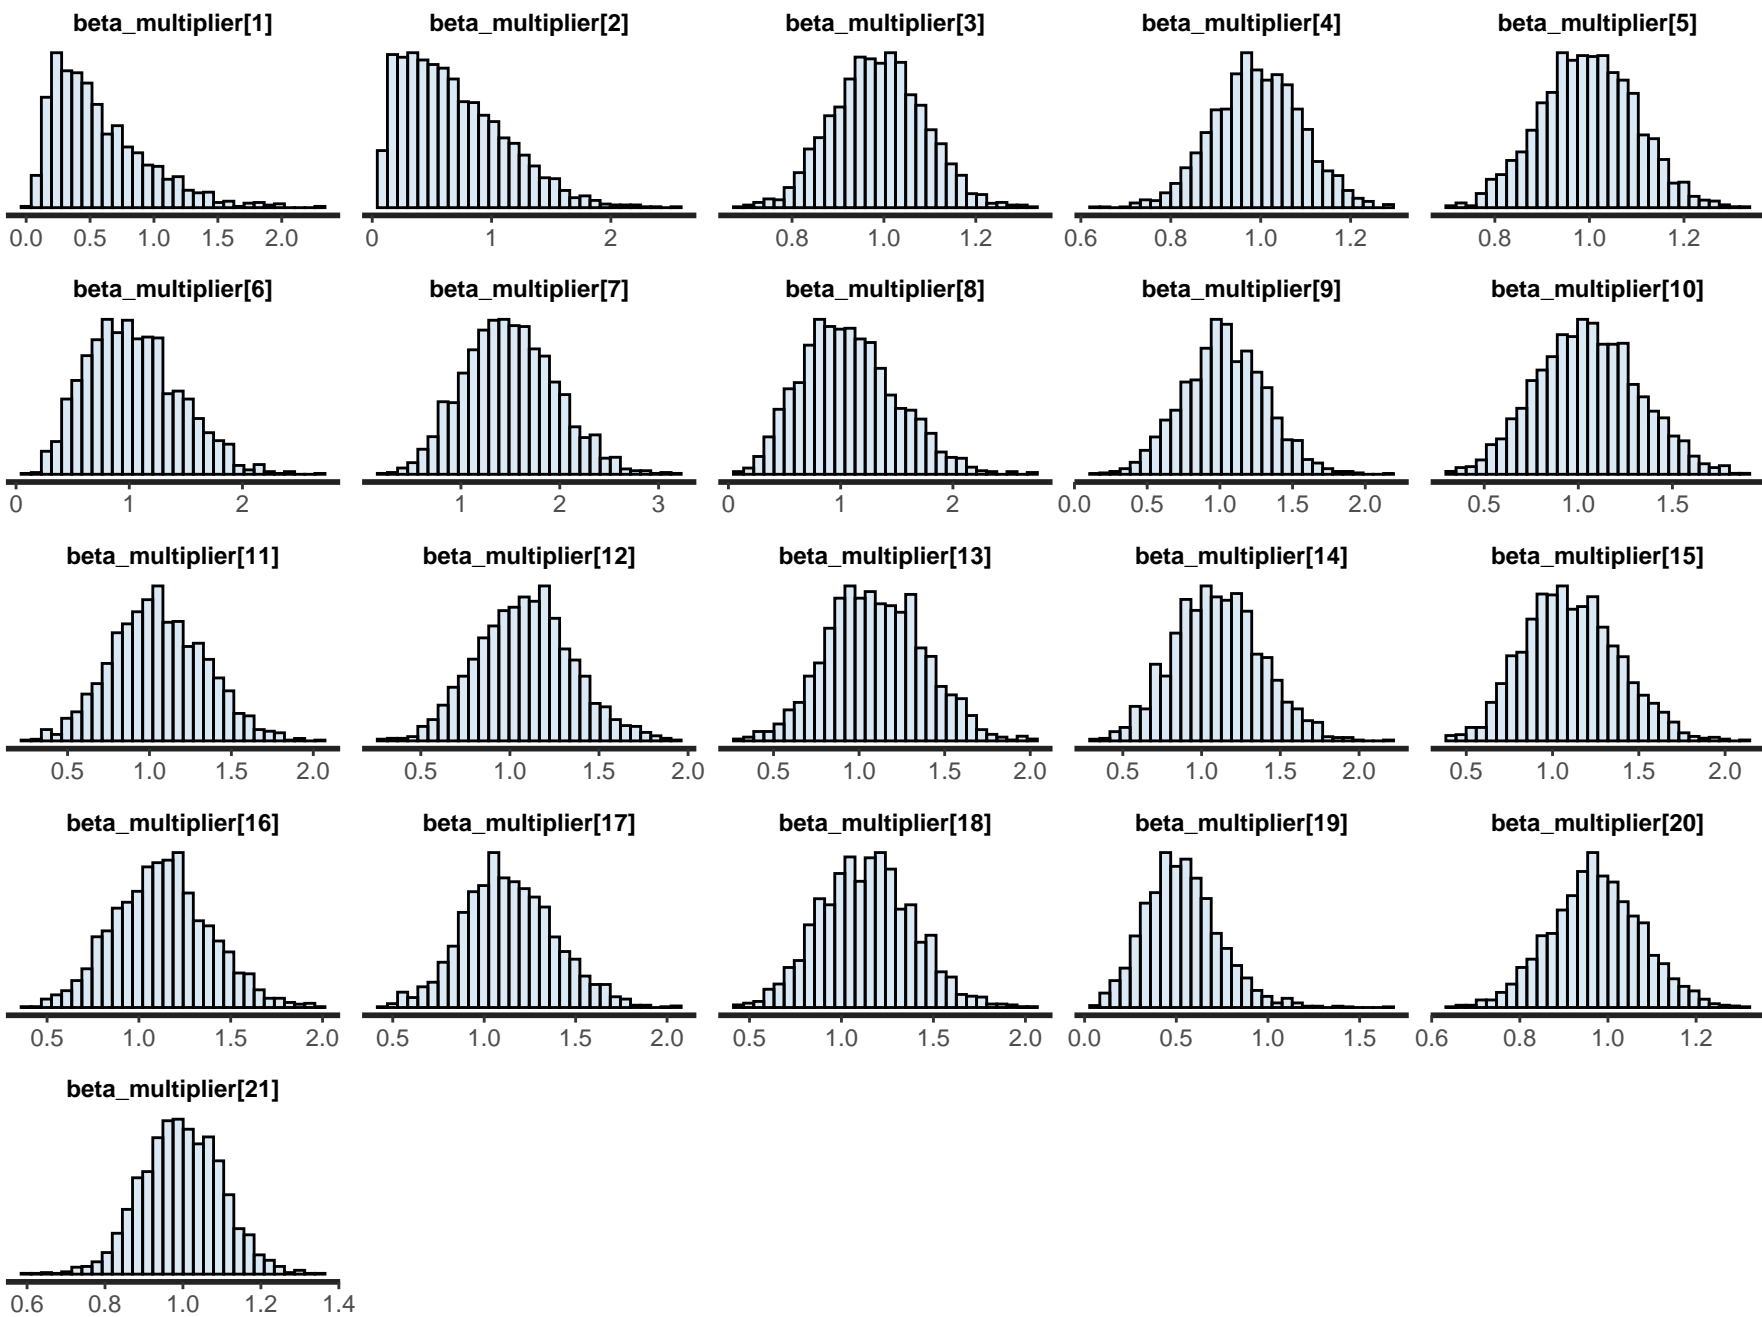 beta_multiplier[1] beta_multiplier[2] beta_multiplier[3] beta_multiplier[4] beta_multiplier[5]
0.0 0.5 1.0 1.5 2.0 0 1 2 0.8 1.0 1.2 0.6 0.8 1.0 1.2 0.8 1.0 1.2
beta_multiplier[6] beta_multiplier[7] beta_multiplier[8] beta_multiplier[9] beta_multiplier[10]
0 1 2 1 2 3 0 1 2 0.0 0.5 1.0 1.5 2.0 0.5 1.0 1.5
beta_multiplier[11] beta_multiplier[12] beta_multiplier[13] beta_multiplier[14] beta_multiplier[15]
0.5 1.0 1.5 2.0 0.5 1.0 1.5 2.0 0.5 1.0 1.5 2.0 0.5 1.0 1.5 2.0 0.5 1.0 1.5 2.0
beta_multiplier[16] beta_multiplier[17] beta_multiplier[18] beta_multiplier[19] beta_multiplier[20]
0.5 1.0 1.5 2.0 0.5 1.0 1.5 2.0 0.5 1.0 1.5 2.0 0.0 0.5 1.0 1.5 0.6 0.8 1.0 1.2
beta_multiplier[21]
0.6 0.8 1.0 1.2 1.4